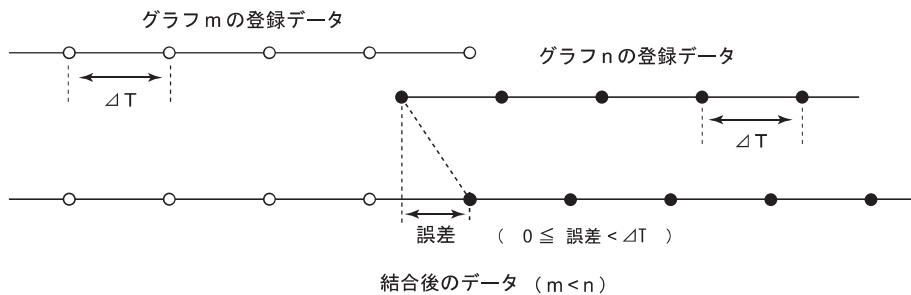 グラフmの登録データ
グラフnの登録データ
⊿T
⊿T
誤差 ( 0≦ 誤差<⊿T )
結合後のデータ (m<n)